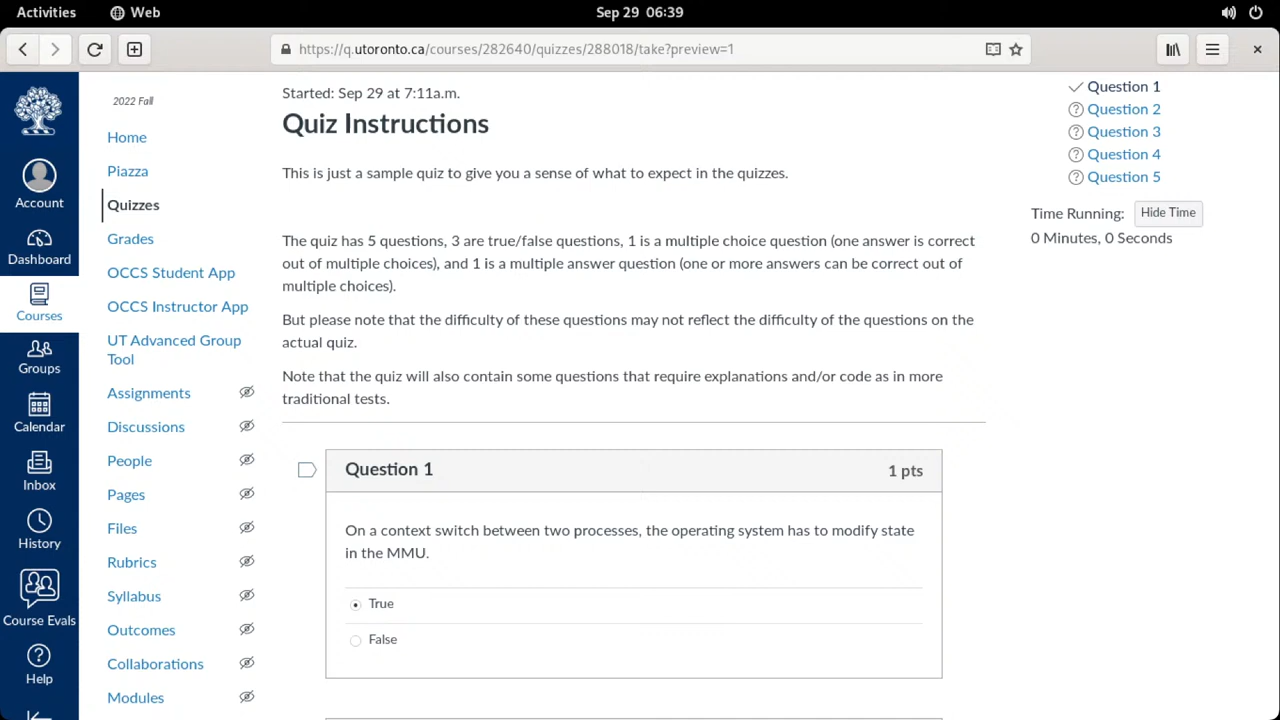 Activities
Web
Sep 29 06:39
https://q.utoronto.ca/courses/282640/quizzes/288018/take?preview=1
Account
Dashboard
Courses
Groups
Calendar
Inbox
History
Course Evals
Help
2022 Fall
Home
Piazza
Quizzes
Grades
OCCS Student App
OCCS Instructor App
UT Advanced Group
Tool
Assignments
Discussions
People
Pages
Files
Rubrics
Syllabus
Outcomes
Collaborations
Modules
Started: Sep 29 at 7:11a.m.
Quiz Instructions
This is just a sample quiz to give you a sense of what to expect in the quizzes.
The quiz has 5 questions, 3 are true/false questions, 1 is a multiple choice question (one answer is correct
out of multiple choices), and 1 is a multiple answer question (one or more answers can be correct out of
multiple choices).
But please note that the difficulty of these questions may not reflect the difficulty of the questions on the
actual quiz.
Note that the quiz will also contain some questions that require explanations and/or code as in more
traditional tests.
Question 1
1 pts
On a context switch between two processes, the operating system has to modify state
in the MMU.
True
False
Question 1
Question 2
Question 3
Question 4
Question 5
Time Running:
Hide Time
0 Minutes, 0 Seconds